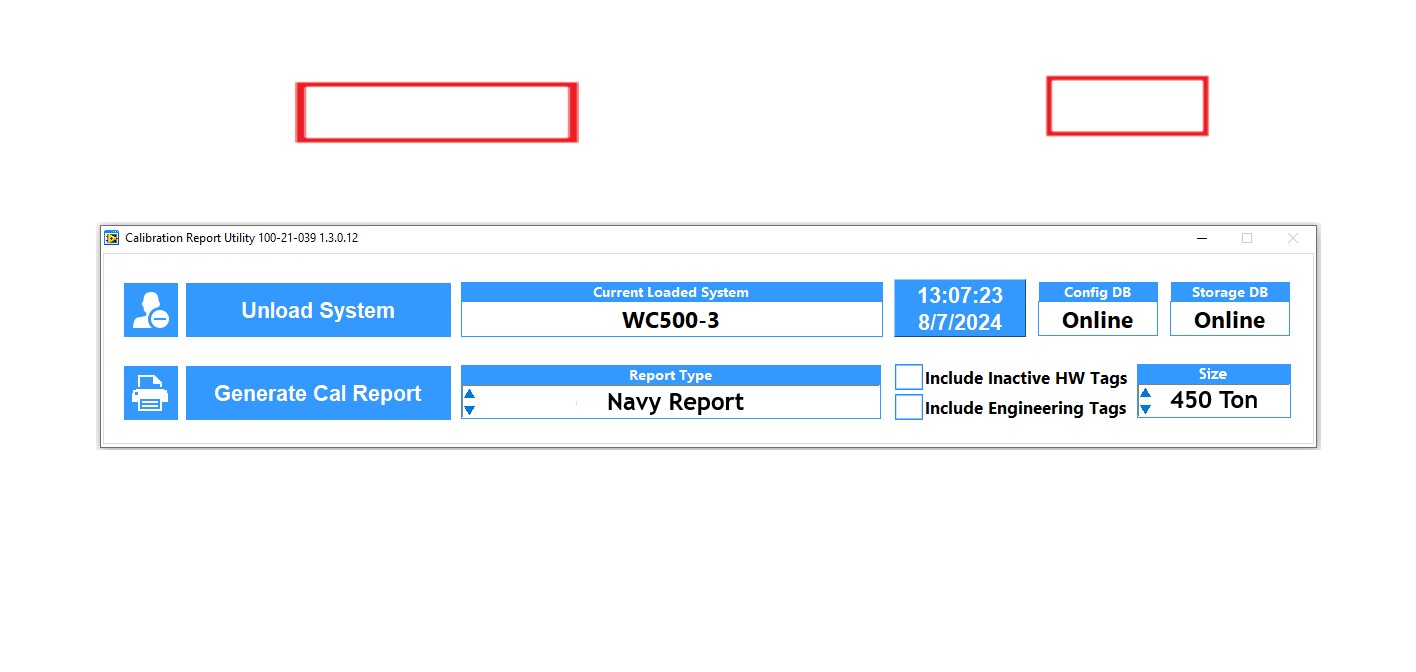 Calibration Report Utility 100-21-039 1.3.0.12
Unload System
Current Loaded System
WC500-3
13:07:23
8/7/2024
Config DB
Online
Storage DB
Online
Generate Cal Report
Report Type
Navy Report
Include Inactive HW Tags
Include Engineering Tags
Size
450 Ton